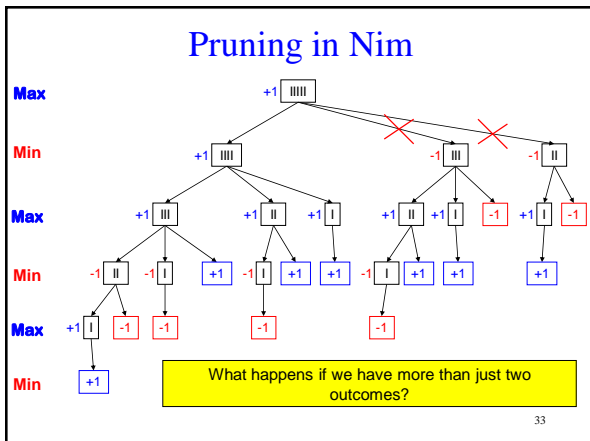 Pruning in Nim
Max +1 IIIII
Min +1 IIII -1 III -1 II
Max +1 III +1 II +1 I +1 II +1 I -1 +1 I -1
Min -1 II -1 I +1 -1 I +1 +1 -1 I +1 +1 +1
Max +1 I -1 -1 -1 -1
Min +1
What happens if we have more than just two
outcomes?
33